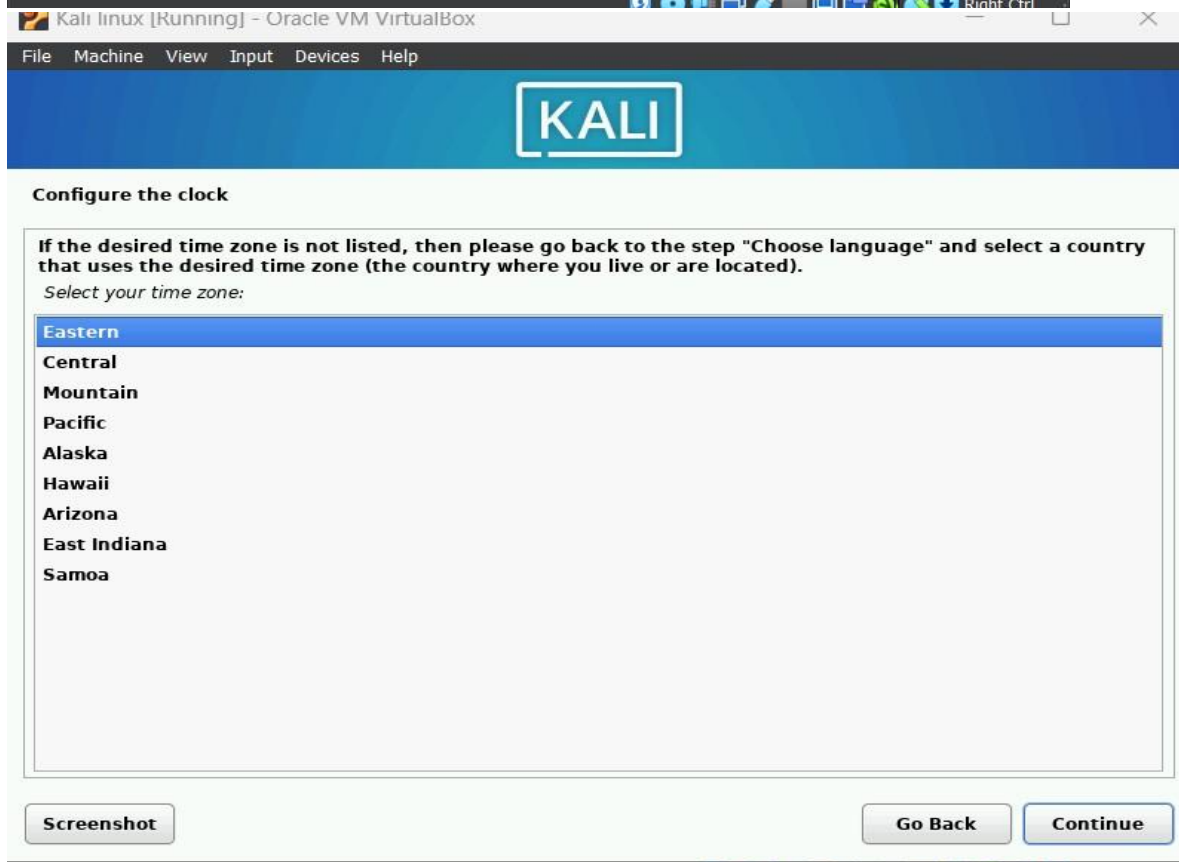 Right Ctrl
Kali linux [Running] - Oracle VM VirtualBox
File Machine View Input Devices Help
KALI
Configure the clock
If the desired time zone is not listed, then please go back to the step "Choose language" and select a country
that uses the desired time zone (the country where you live or are located).
Select your time zone:
Eastern
Central
Mountain
Pacific
Alaska
Hawaii
Arizona
East Indiana
Samoa
Screenshot Go Back Continue